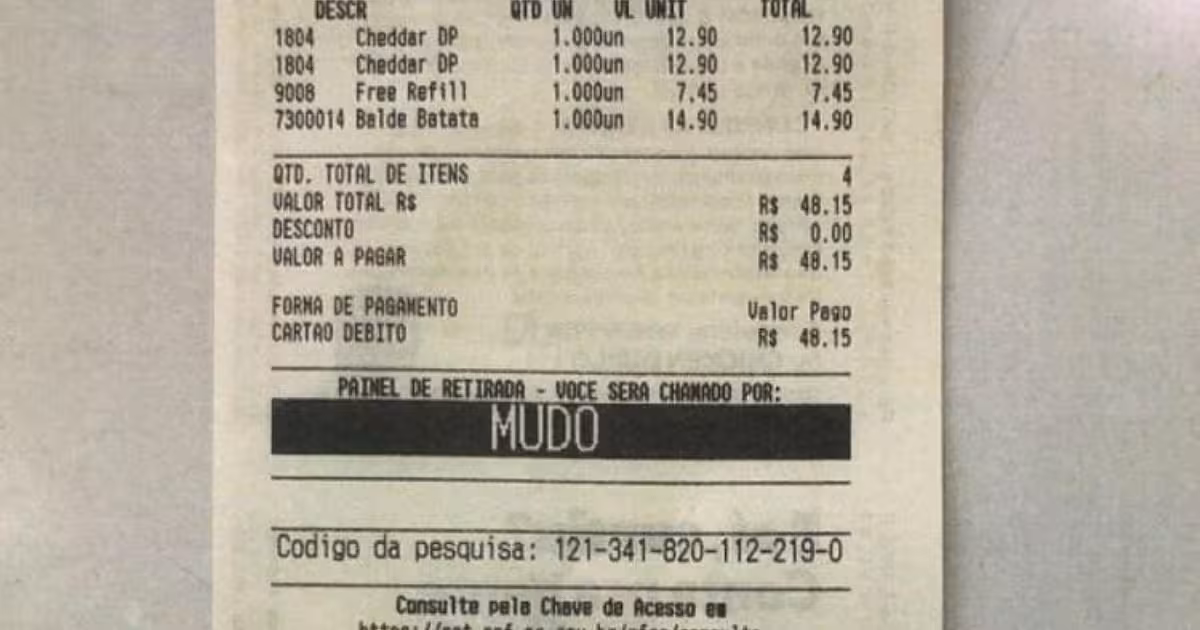 DESCR QTD UN VL UNIT TOTAL
1804 Cheddar DP 1.000un 12.90 12.90
1804 Cheddar DP 1.000un 12.90 12.90
9008 Free Refill 1.000un 7.45 7.45
7300014 Balde Batata 1.000un 14.90 14.90
QTD. TOTAL DE ITENS 4
VALOR TOTAL R$ R$ 48.15
DESCONTO R$ 0.00
VALOR A PAGAR R$ 48.15
FORMA DE PAGAMENTO Valor Pago
CARTAO DEBITO R$ 48.15
PAINEL DE RETIRADA - VOCE SERA CHAMADO POR:
MUDO
Codigo da pesquisa: 121-341-820-112-219-0
Consulte pela Chave de Acesso em